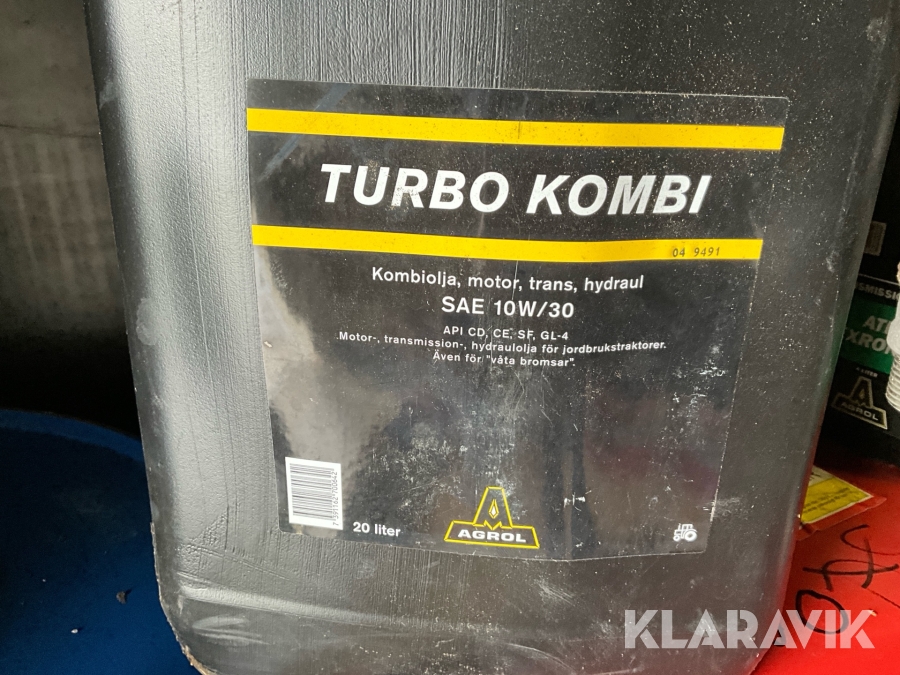 TURBO KOMBI
04 9491
Kombiolja, motor, trans, hydraul
SAE 10W/30
API CD, CE, SF, GL-4
Motor-, transmission-, hydraulolja för jordbrukstraktorer.
Även för "våta bromsar".
20 liter
AGROL
AGROL
KLARAVIK